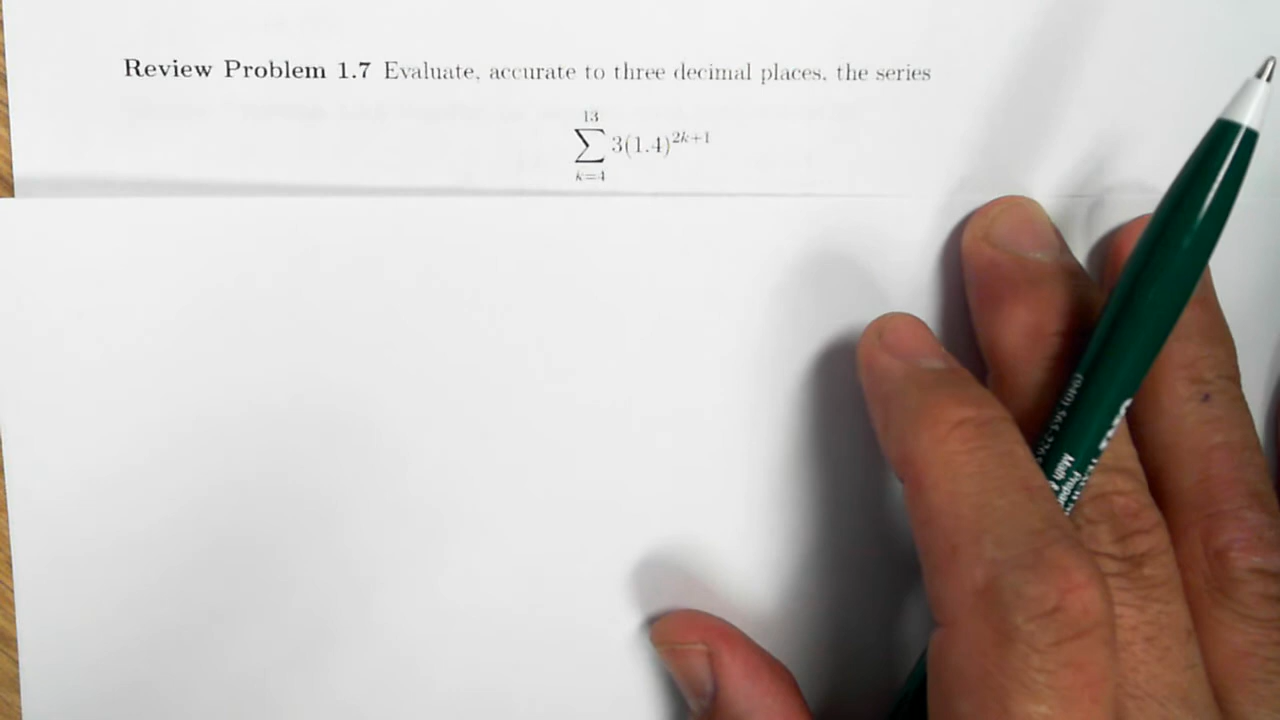 Review Problem 1.7 Evaluate, accurate to three decimal places, the series
13
∑ 3(1.4)^{2k+1}
k=4
Math &